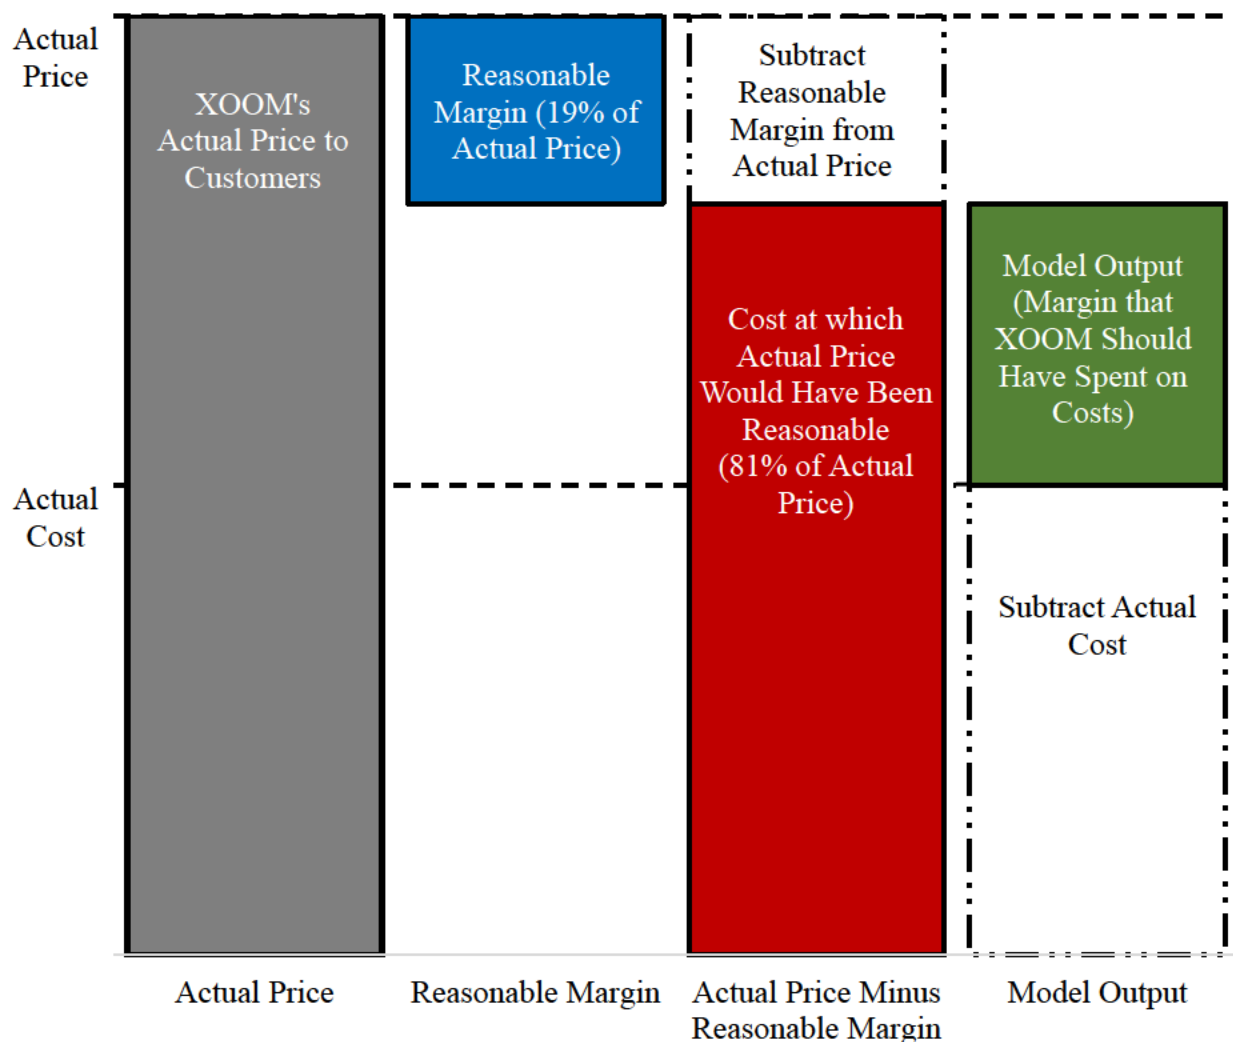 Actual
Price
XOOM's
Actual Price to
Customers
Reasonable
Margin (19% of
Actual Price)
Subtract
Reasonable
Margin from
Actual Price
Cost at which
Actual Price
Would Have Been
Reasonable
(81% of Actual
Price)
Model Output
(Margin that
XOOM Should
Have Spent on
Costs)
Actual
Cost
Subtract Actual
Cost
Actual Price
Reasonable Margin
Actual Price Minus
Reasonable Margin
Model Output